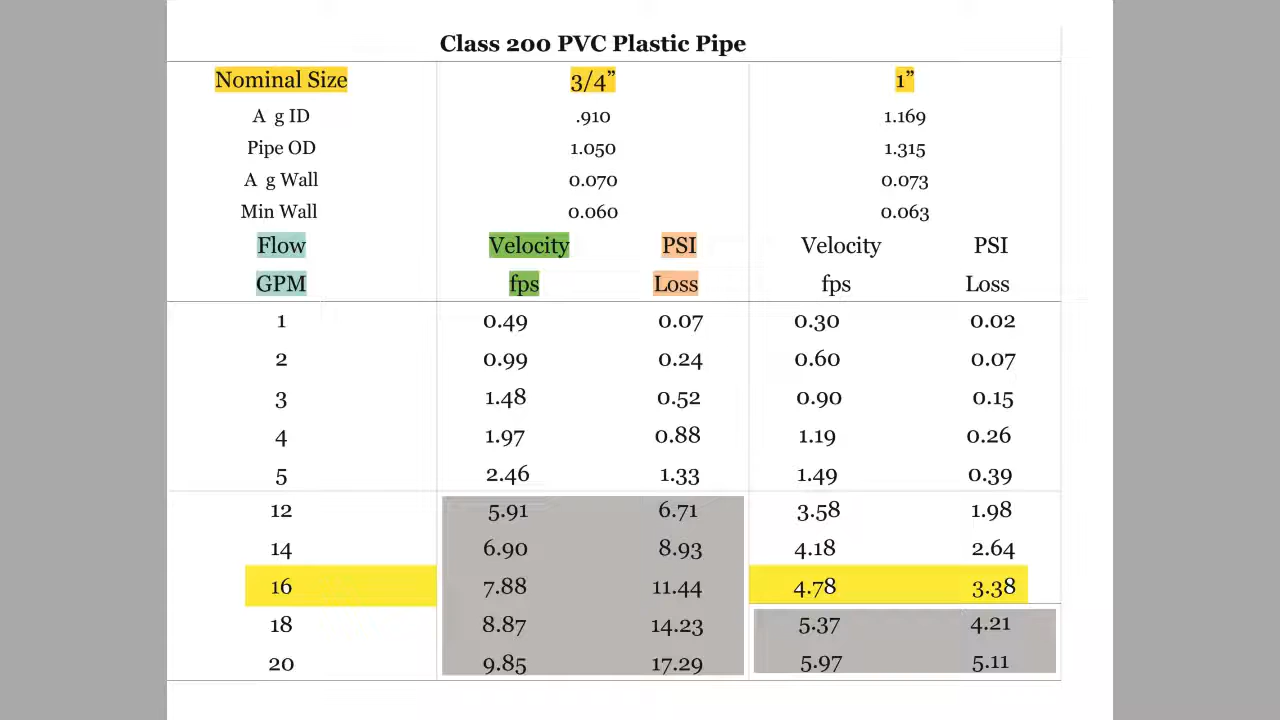 Class 200 PVC Plastic Pipe
Nominal Size 3/4” 1”
A g ID .910 1.169
Pipe OD 1.050 1.315
A g Wall 0.070 0.073
Min Wall 0.060 0.063
Flow Velocity PSI Velocity PSI
GPM fps Loss fps Loss
1 0.49 0.07 0.30 0.02
2 0.99 0.24 0.60 0.07
3 1.48 0.52 0.90 0.15
4 1.97 0.88 1.19 0.26
5 2.46 1.33 1.49 0.39
12 5.91 6.71 3.58 1.98
14 6.90 8.93 4.18 2.64
16 7.88 11.44 4.78 3.38
18 8.87 14.23 5.37 4.21
20 9.85 17.29 5.97 5.11